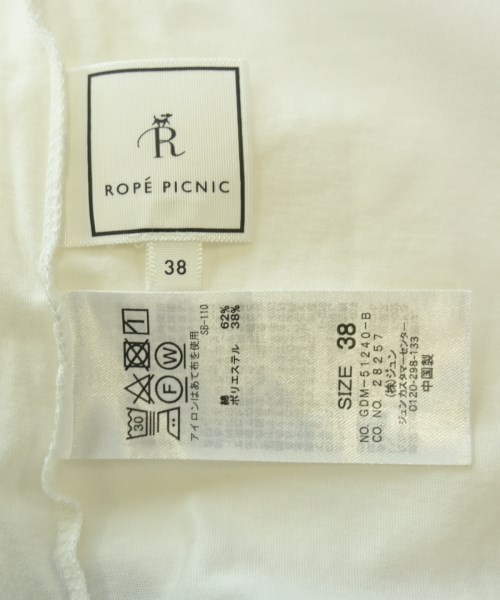 R
ROPÉ PICNIC
38
30
F W
アイロンはあて布を使用
SB-110
綿 62%
ポリエステル 38%
SIZE 38
NO. GDM-51240-B
CO. NO. 28257
(株)ジュン
ジュン カスタマーセンター
0120-298-133
中国製